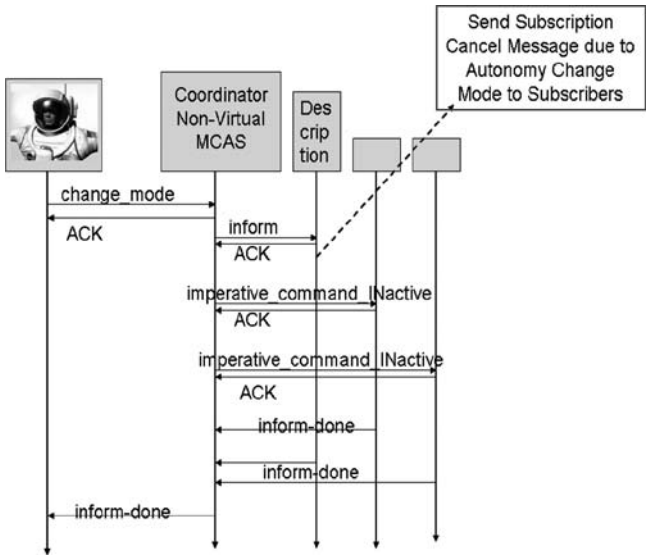 Send Subscription
Cancel Message due to
Autonomy Change
Mode to Subscribers
Coordinator
Non-Virtual
MCAS
Des
crip
tion
change_mode
ACK
inform
ACK
imperative_command_INactive
ACK
imperative_command_INactive
ACK
inform-done
inform-done
inform-done